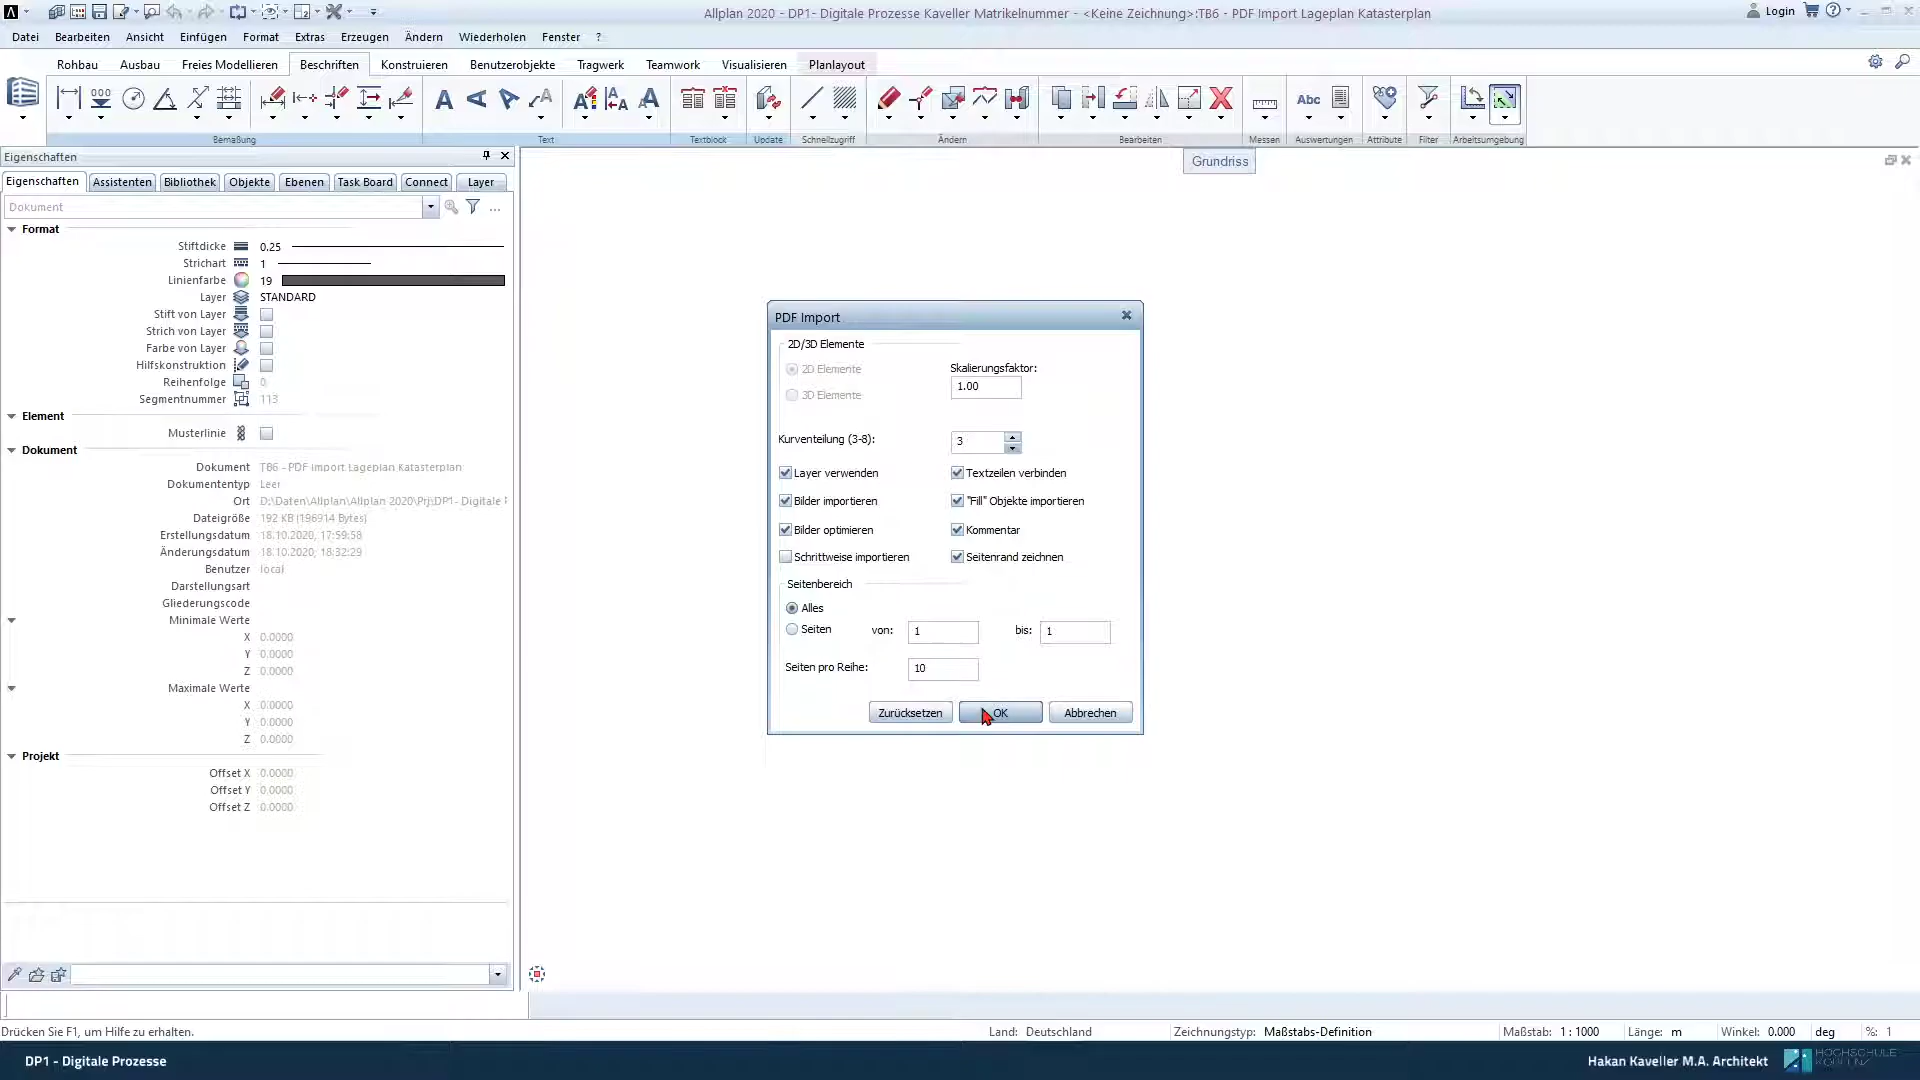 Allplan 2020 - DP1- Digitale Prozesse Kaveller Matrikelnummer - <Keine Zeichnung>:TB6 - PDF Import Lageplan Katasterplan
Login
Datei Bearbeiten Ansicht Einfügen Format Extras Erzeugen Ändern Wiederholen Fenster ?
Rohbau Ausbau Freies Modellieren Beschriften Konstruieren Benutzerobjekte Tragwerk Teamwork Visualisieren Planlayout
Abc
Bemaßung Text Textblock Update Schnellzugriff Ändern Bearbeiten Messen Auswertungen Attribute Filter Arbeitsumgebung
Eigenschaften
Grundriss
Eigenschaften Assistenten Bibliothek Objekte Ebenen Task Board Connect Layer
Dokument
Format
Stiftdicke 0.25
Strichart 1
Linienfarbe 19
Layer STANDARD
Stift von Layer
Strich von Layer
Farbe von Layer
Hilfskonstruktion
Reihenfolge 0
Segmentnummer 113
Element
Musterlinie
Dokument
Dokument TB6 - PDF Import Lageplan Katasterplan
Dokumententyp Leer
Ort D:\Daten\Allplan\Allplan 2020\Prj\DP1- Digitale P
Dateigröße 192 KB (196914 Bytes)
Erstellungsdatum 18.10.2020, 17:59:58
Änderungsdatum 18.10.2020, 18:32:29
Benutzer local
Darstellungsart
Gliederungscode
Minimale Werte
X 0.0000
Y 0.0000
Z 0.0000
Maximale Werte
X 0.0000
Y 0.0000
Z 0.0000
Projekt
Offset X 0.0000
Offset Y 0.0000
Offset Z 0.0000
PDF Import
2D/3D Elemente
2D Elemente
3D Elemente
Skalierungsfaktor:
1.00
Kurventeilung (3-8): 3
Layer verwenden Textzeilen verbinden
Bilder importieren "Fill" Objekte importieren
Bilder optimieren Kommentar
Schrittweise importieren Seitenrand zeichnen
Seitenbereich
Alles
Seiten von: 1 bis: 1
Seiten pro Reihe: 10
Zurücksetzen OK Abbrechen
Drücken Sie F1, um Hilfe zu erhalten. Land: Deutschland Zeichnungstyp: Maßstabs-Definition Maßstab: 1 : 1000 Länge: m Winkel: 0.000 deg %: 1
DP1 - Digitale Prozesse
Hakan Kaveller M.A. Architekt
HOCHSCHULE
KOBLENZ